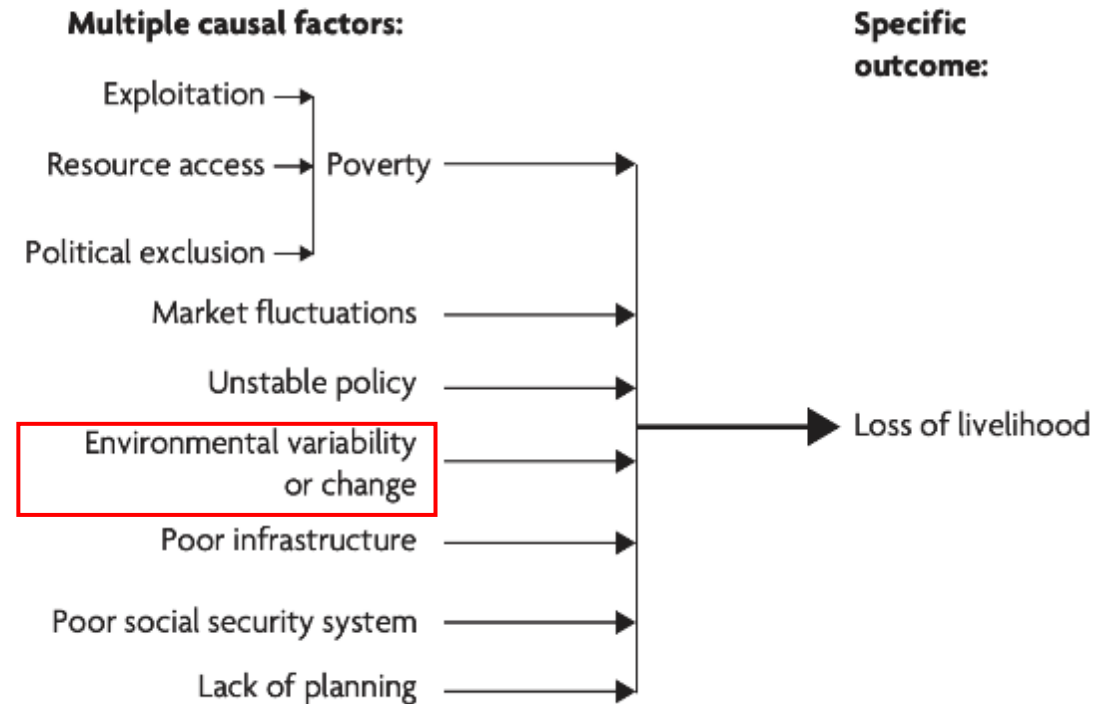 Multiple causal factors:
Specific
outcome:
Exploitation
Resource access
Poverty
Political exclusion
Market fluctuations
Unstable policy
Environmental variability
or change
Loss of livelihood
Poor infrastructure
Poor social security system
Lack of planning